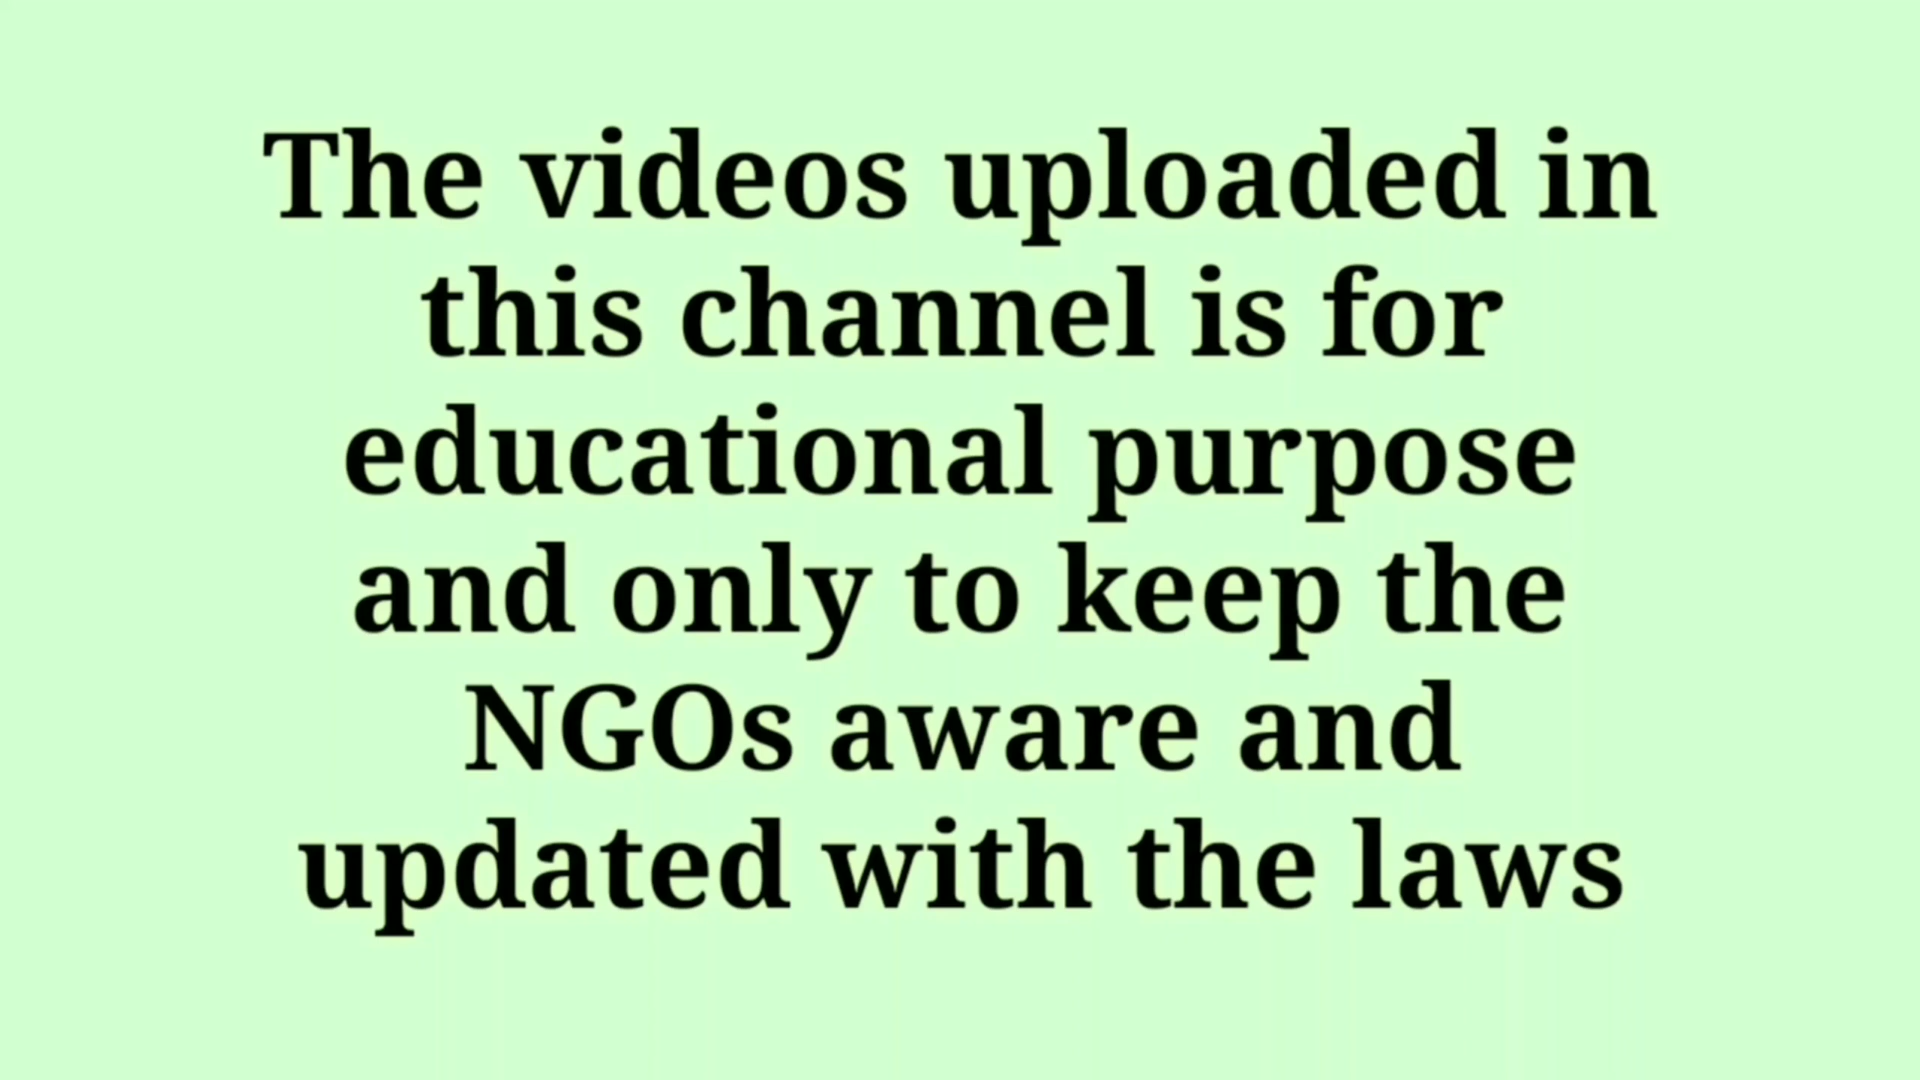 The videos uploaded in
this channel is for
educational purpose
and only to keep the
NGOs aware and
updated with the laws